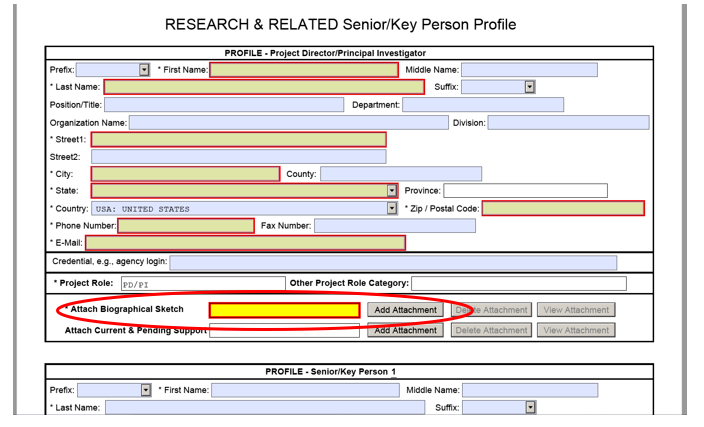 RESEARCH & RELATED Senior/Key Person Profile
PROFILE - Project Director/Principal Investigator
Prefix: * First Name: Middle Name:
* Last Name: Suffix:
Position/Title: Department:
Organization Name: Division:
* Street1:
Street2:
* City: County:
* State: Province:
* Country: USA: UNITED STATES * Zip / Postal Code:
* Phone Number: Fax Number:
* E-Mail:
Credential, e.g., agency login:
* Project Role: PD/PI Other Project Role Category:
* Attach Biographical Sketch Add Attachment Delete Attachment View Attachment
Attach Current & Pending Support Add Attachment Delete Attachment View Attachment
PROFILE - Senior/Key Person 1
Prefix: * First Name: Middle Name:
* Last Name: Suffix: